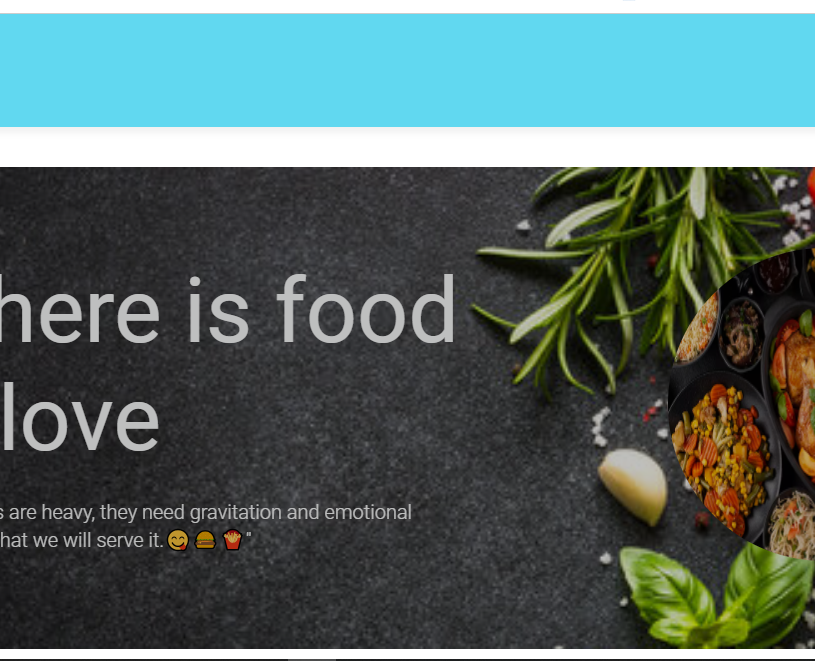 here is food
love
s are heavy, they need gravitation and emotional
hat we will serve it. 😋 🍔 🍟 "